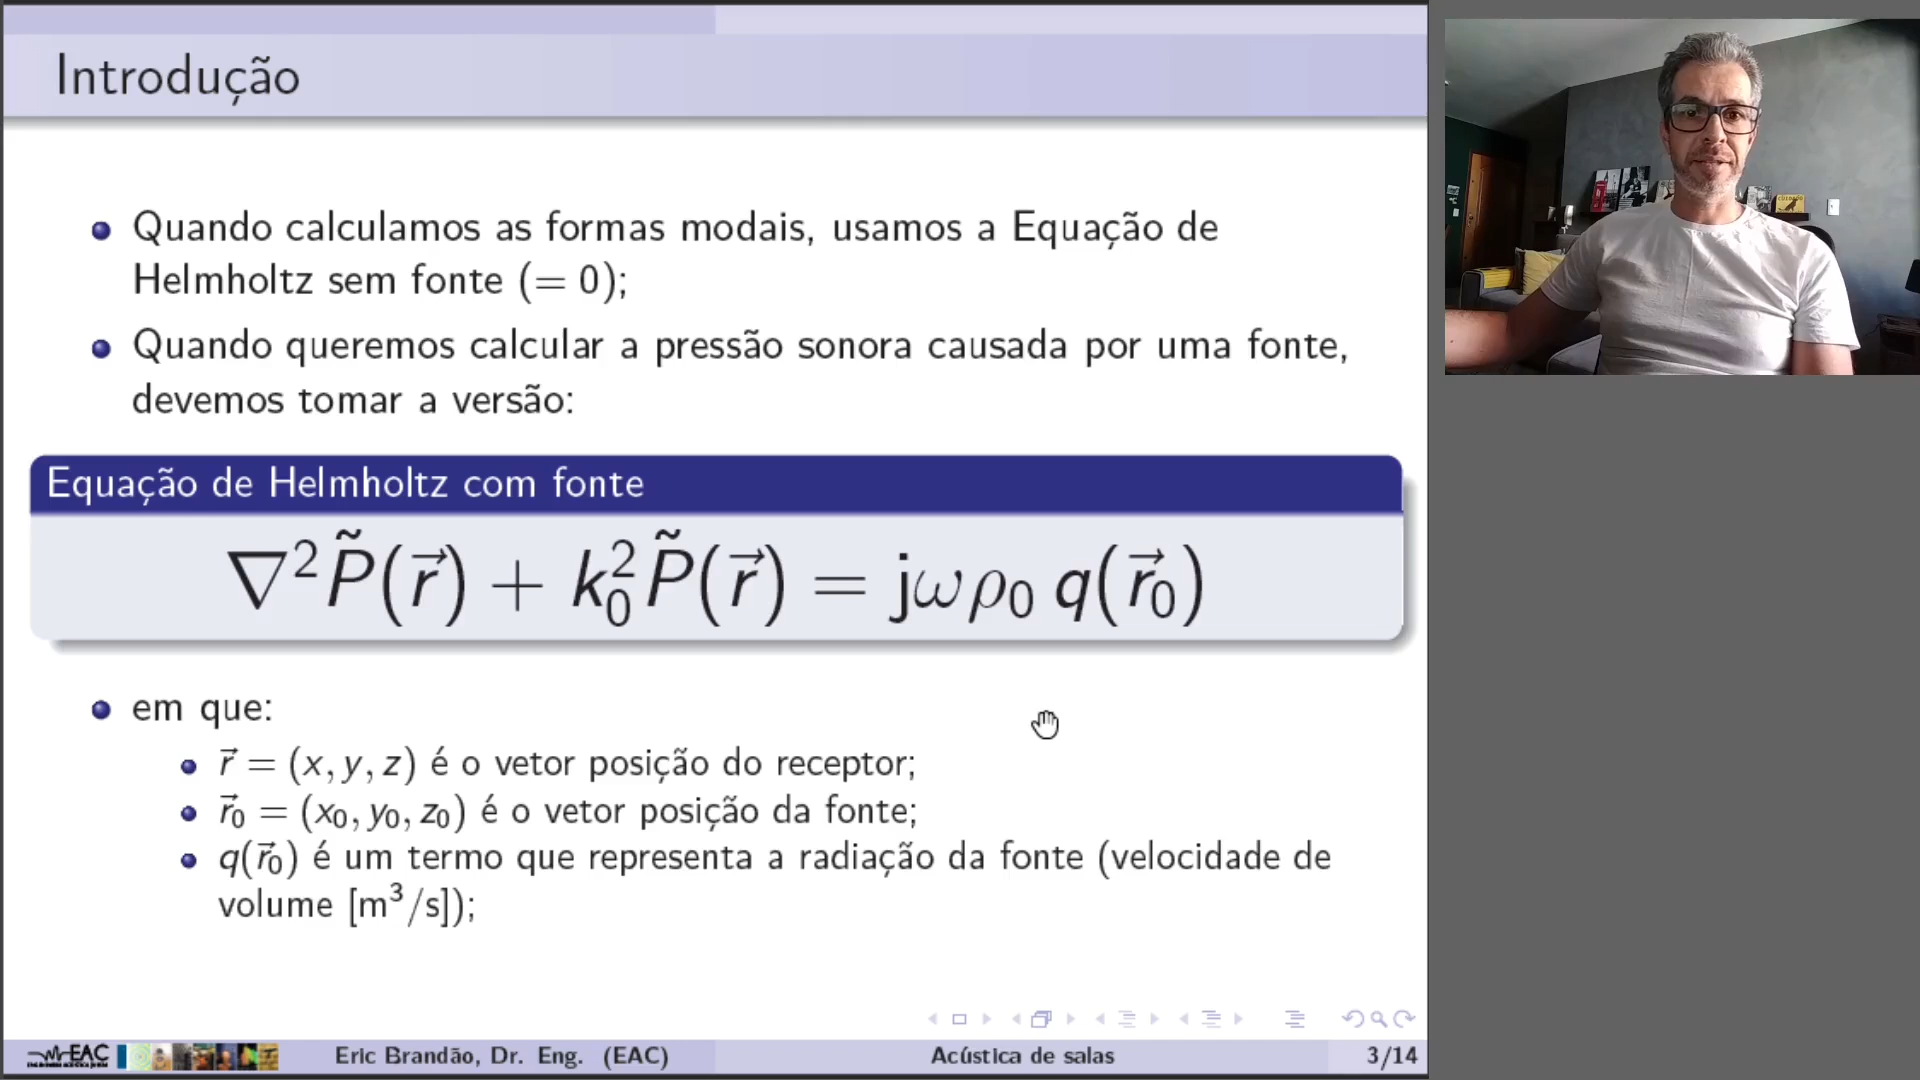 Introdução
Quando calculamos as formas modais, usamos a Equação de
Helmholtz sem fonte (= 0);
Quando queremos calcular a pressão sonora causada por uma fonte,
devemos tomar a versão:
Equação de Helmholtz com fonte
∇²P̃(r⃗) + k₀²P̃(r⃗) = jωρ₀ q(r⃗₀)
em que:
r⃗ = (x, y, z) é o vetor posição do receptor;
r⃗₀ = (x₀, y₀, z₀) é o vetor posição da fonte;
q(r⃗₀) é um termo que representa a radiação da fonte (velocidade de
volume [m³/s]);
EAC
Eric Brandão, Dr. Eng. (EAC)
Acústica de salas
3/14